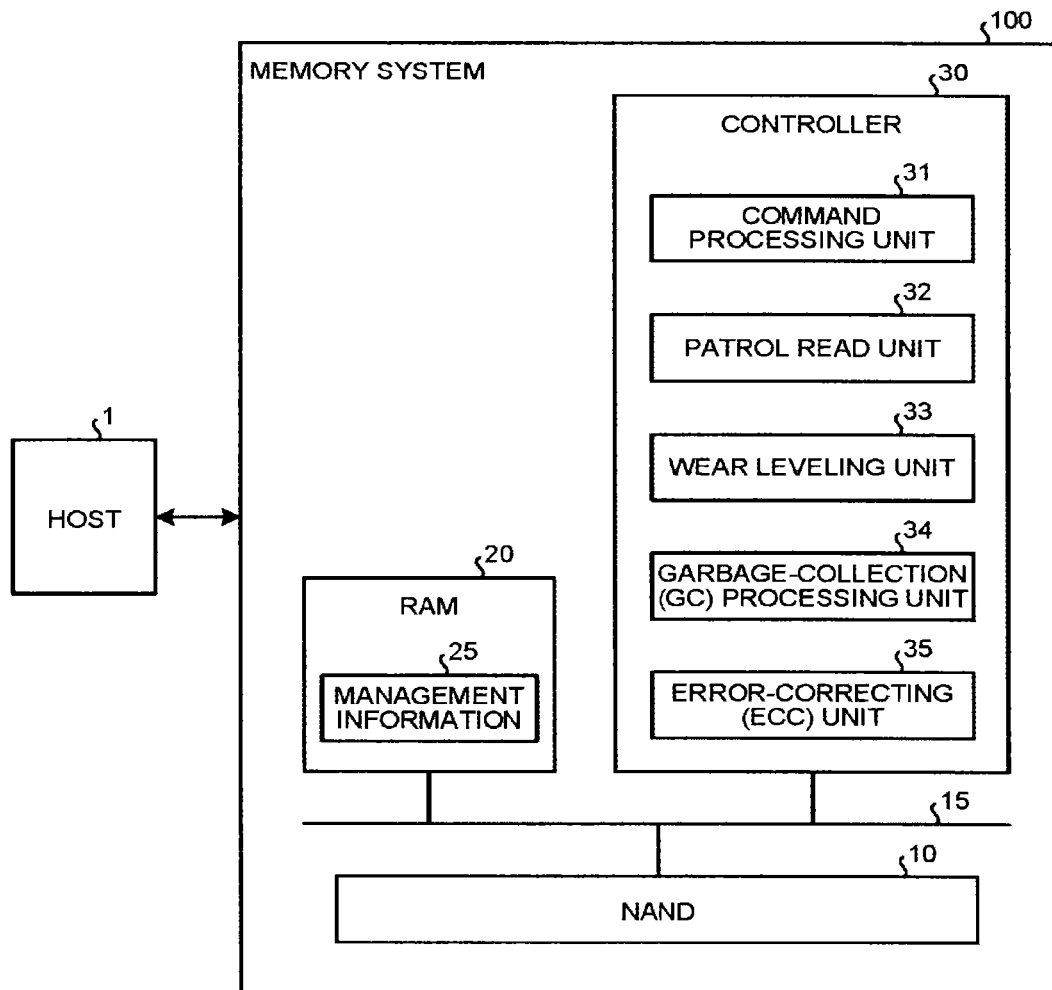 100
MEMORY SYSTEM
30
CONTROLLER
31
COMMAND
PROCESSING UNIT
32
PATROL READ UNIT
33
WEAR LEVELING UNIT
34
GARBAGE-COLLECTION
(GC) PROCESSING UNIT
35
ERROR-CORRECTING
(ECC) UNIT
1
HOST
20
RAM
25
MANAGEMENT
INFORMATION
15
10
NAND